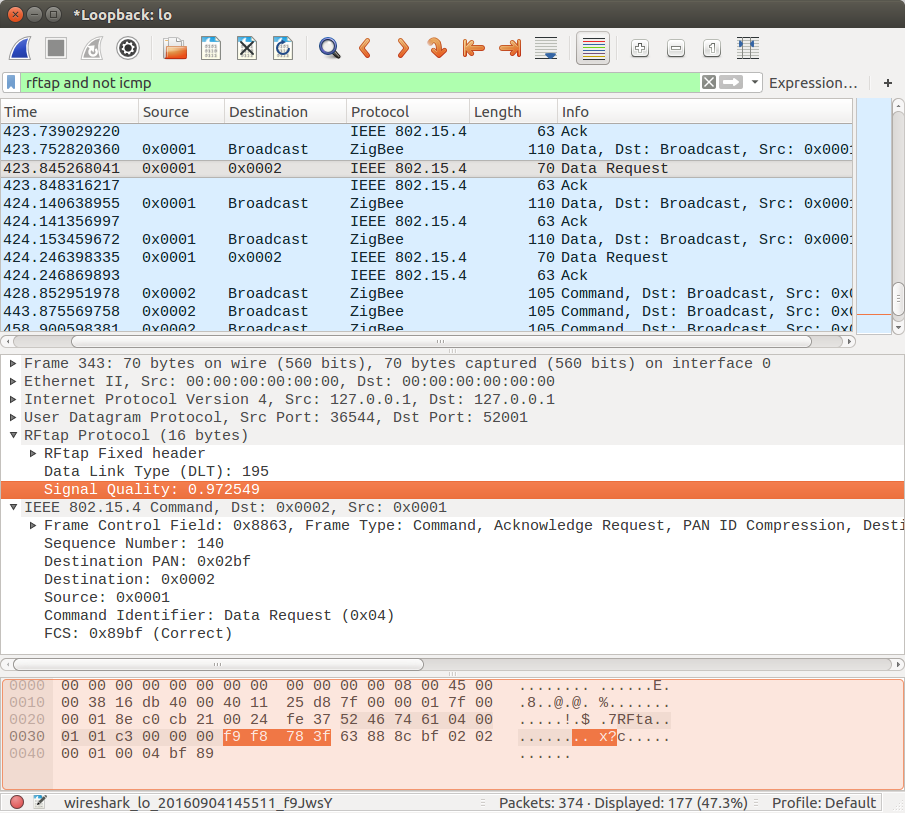 *Loopback: lo
rftap and not icmp Expression… +
Time Source Destination Protocol Length Info
423.739029220 IEEE 802.15.4 63 Ack
423.752820360 0x0001 Broadcast ZigBee 110 Data, Dst: Broadcast, Src: 0x0001
423.845268041 0x0001 0x0002 IEEE 802.15.4 70 Data Request
423.848316217 IEEE 802.15.4 63 Ack
424.140638955 0x0001 Broadcast ZigBee 110 Data, Dst: Broadcast, Src: 0x0001
424.141356997 IEEE 802.15.4 63 Ack
424.153459672 0x0001 Broadcast ZigBee 110 Data, Dst: Broadcast, Src: 0x0001
424.246398335 0x0001 0x0002 IEEE 802.15.4 70 Data Request
424.246869893 IEEE 802.15.4 63 Ack
428.852951978 0x0002 Broadcast ZigBee 105 Command, Dst: Broadcast, Src: 0x0
443.875569758 0x0002 Broadcast ZigBee 105 Command, Dst: Broadcast, Src: 0x0
458.900598381 0x0002 Broadcast ZigBee 105 Command, Dst: Broadcast, Src: 0x0
Frame 343: 70 bytes on wire (560 bits), 70 bytes captured (560 bits) on interface 0
Ethernet II, Src: 00:00:00:00:00:00, Dst: 00:00:00:00:00:00
Internet Protocol Version 4, Src: 127.0.0.1, Dst: 127.0.0.1
User Datagram Protocol, Src Port: 36544, Dst Port: 52001
RFtap Protocol (16 bytes)
RFtap Fixed header
Data Link Type (DLT): 195
Signal Quality: 0.972549
IEEE 802.15.4 Command, Dst: 0x0002, Src: 0x0001
Frame Control Field: 0x8863, Frame Type: Command, Acknowledge Request, PAN ID Compression, Desti
Sequence Number: 140
Destination PAN: 0x02bf
Destination: 0x0002
Source: 0x0001
Command Identifier: Data Request (0x04)
FCS: 0x89bf (Correct)
0000 00 00 00 00 00 00 00 00 00 00 00 00 08 00 45 00 ........ ......E.
0010 00 38 16 db 40 00 40 11 25 d8 7f 00 00 01 7f 00 .8..@.@. %.......
0020 00 01 8e c0 cb 21 00 24 fe 37 52 46 74 61 04 00 .....!.$ .7RFta..
0030 01 01 c3 00 00 00 f9 f8 78 3f 63 88 8c bf 02 02 ........ x?c.....
0040 00 01 00 04 bf 89 ......
wireshark_lo_20160904145511_f9JwsY Packets: 374 · Displayed: 177 (47.3%) Profile: Default